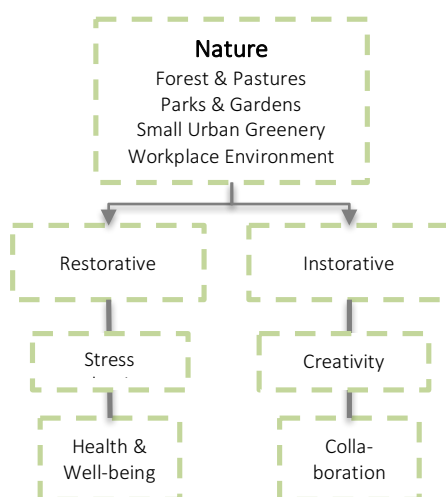 Nature
Forest & Pastures
Parks & Gardens
Small Urban Greenery
Workplace Environment
Restorative
Instorative
Stress
Creativity
Health &
Well-being
Colla-
boration